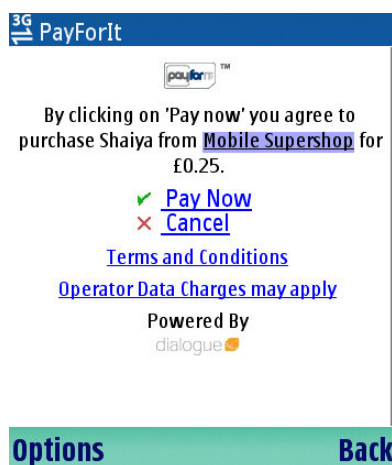 3G PayForIt
payforit ™
By clicking on 'Pay now' you agree to
purchase Shaiya from Mobile Supershop for
£0.25.
Pay Now
Cancel
Terms and Conditions
Operator Data Charges may apply
Powered By
dialogue
Options Back